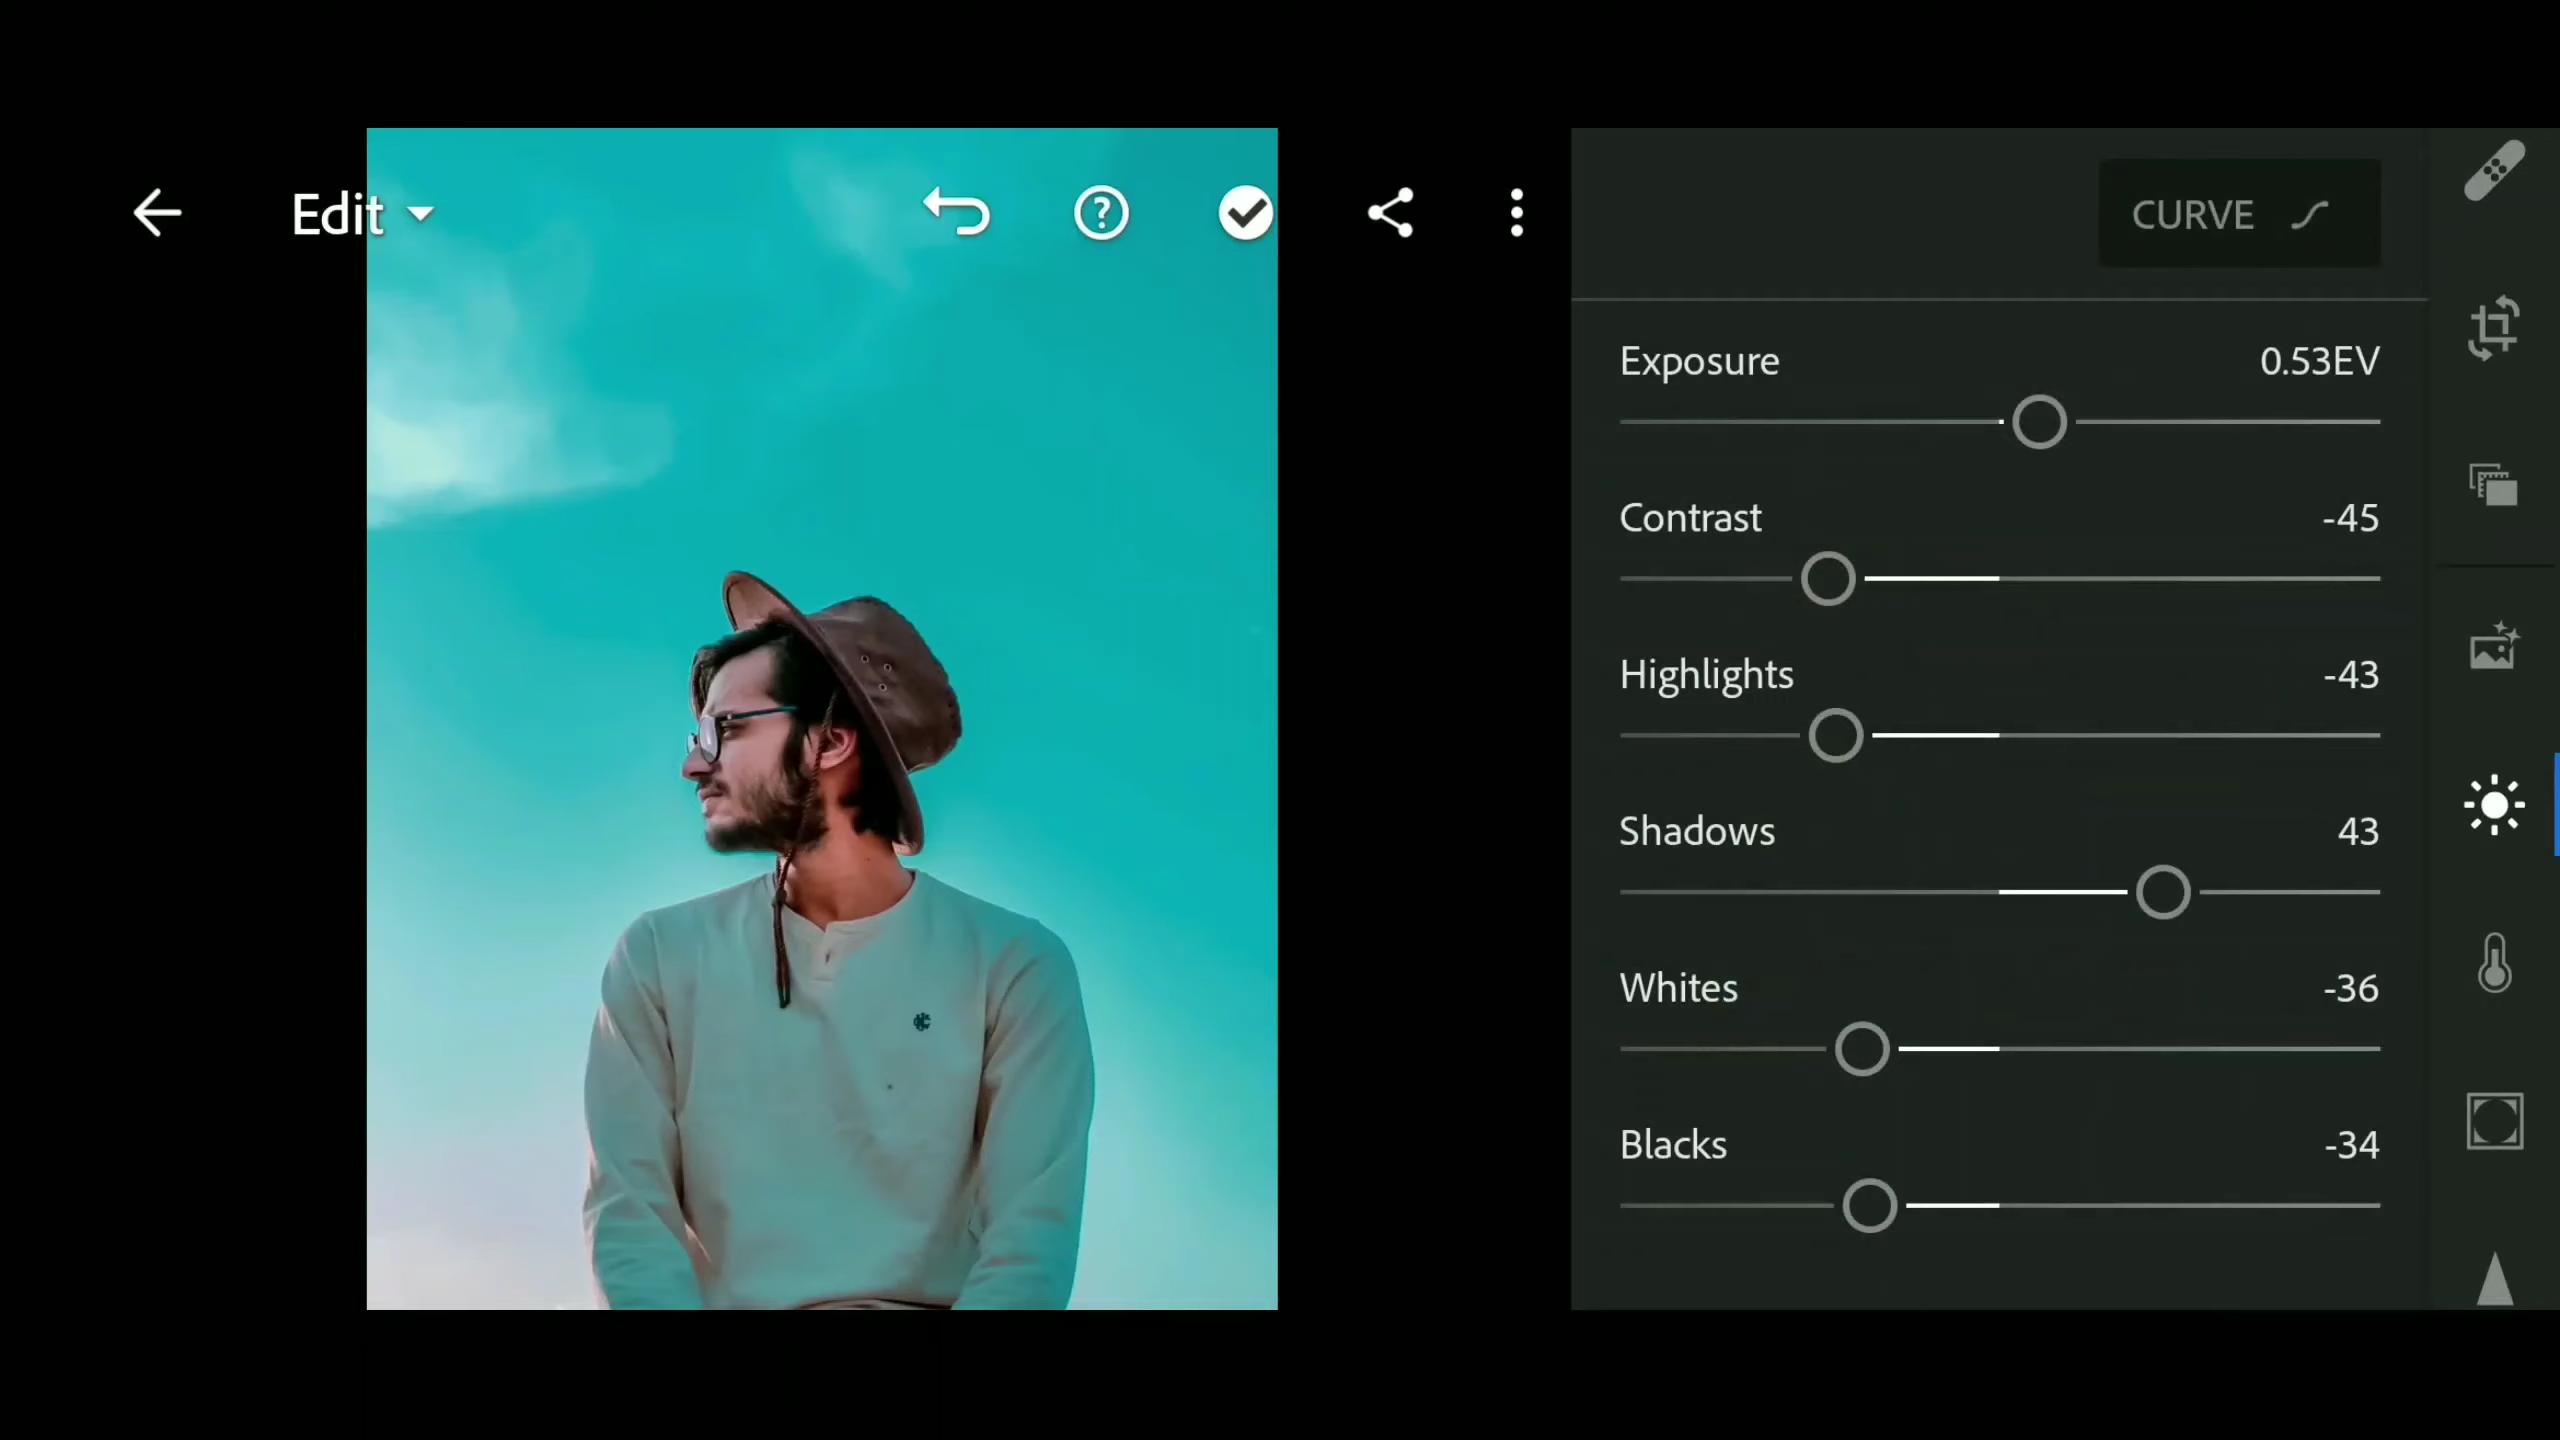 Edit
CURVE
Exposure 0.53EV
Contrast -45
Highlights -43
Shadows 43
Whites -36
Blacks -34